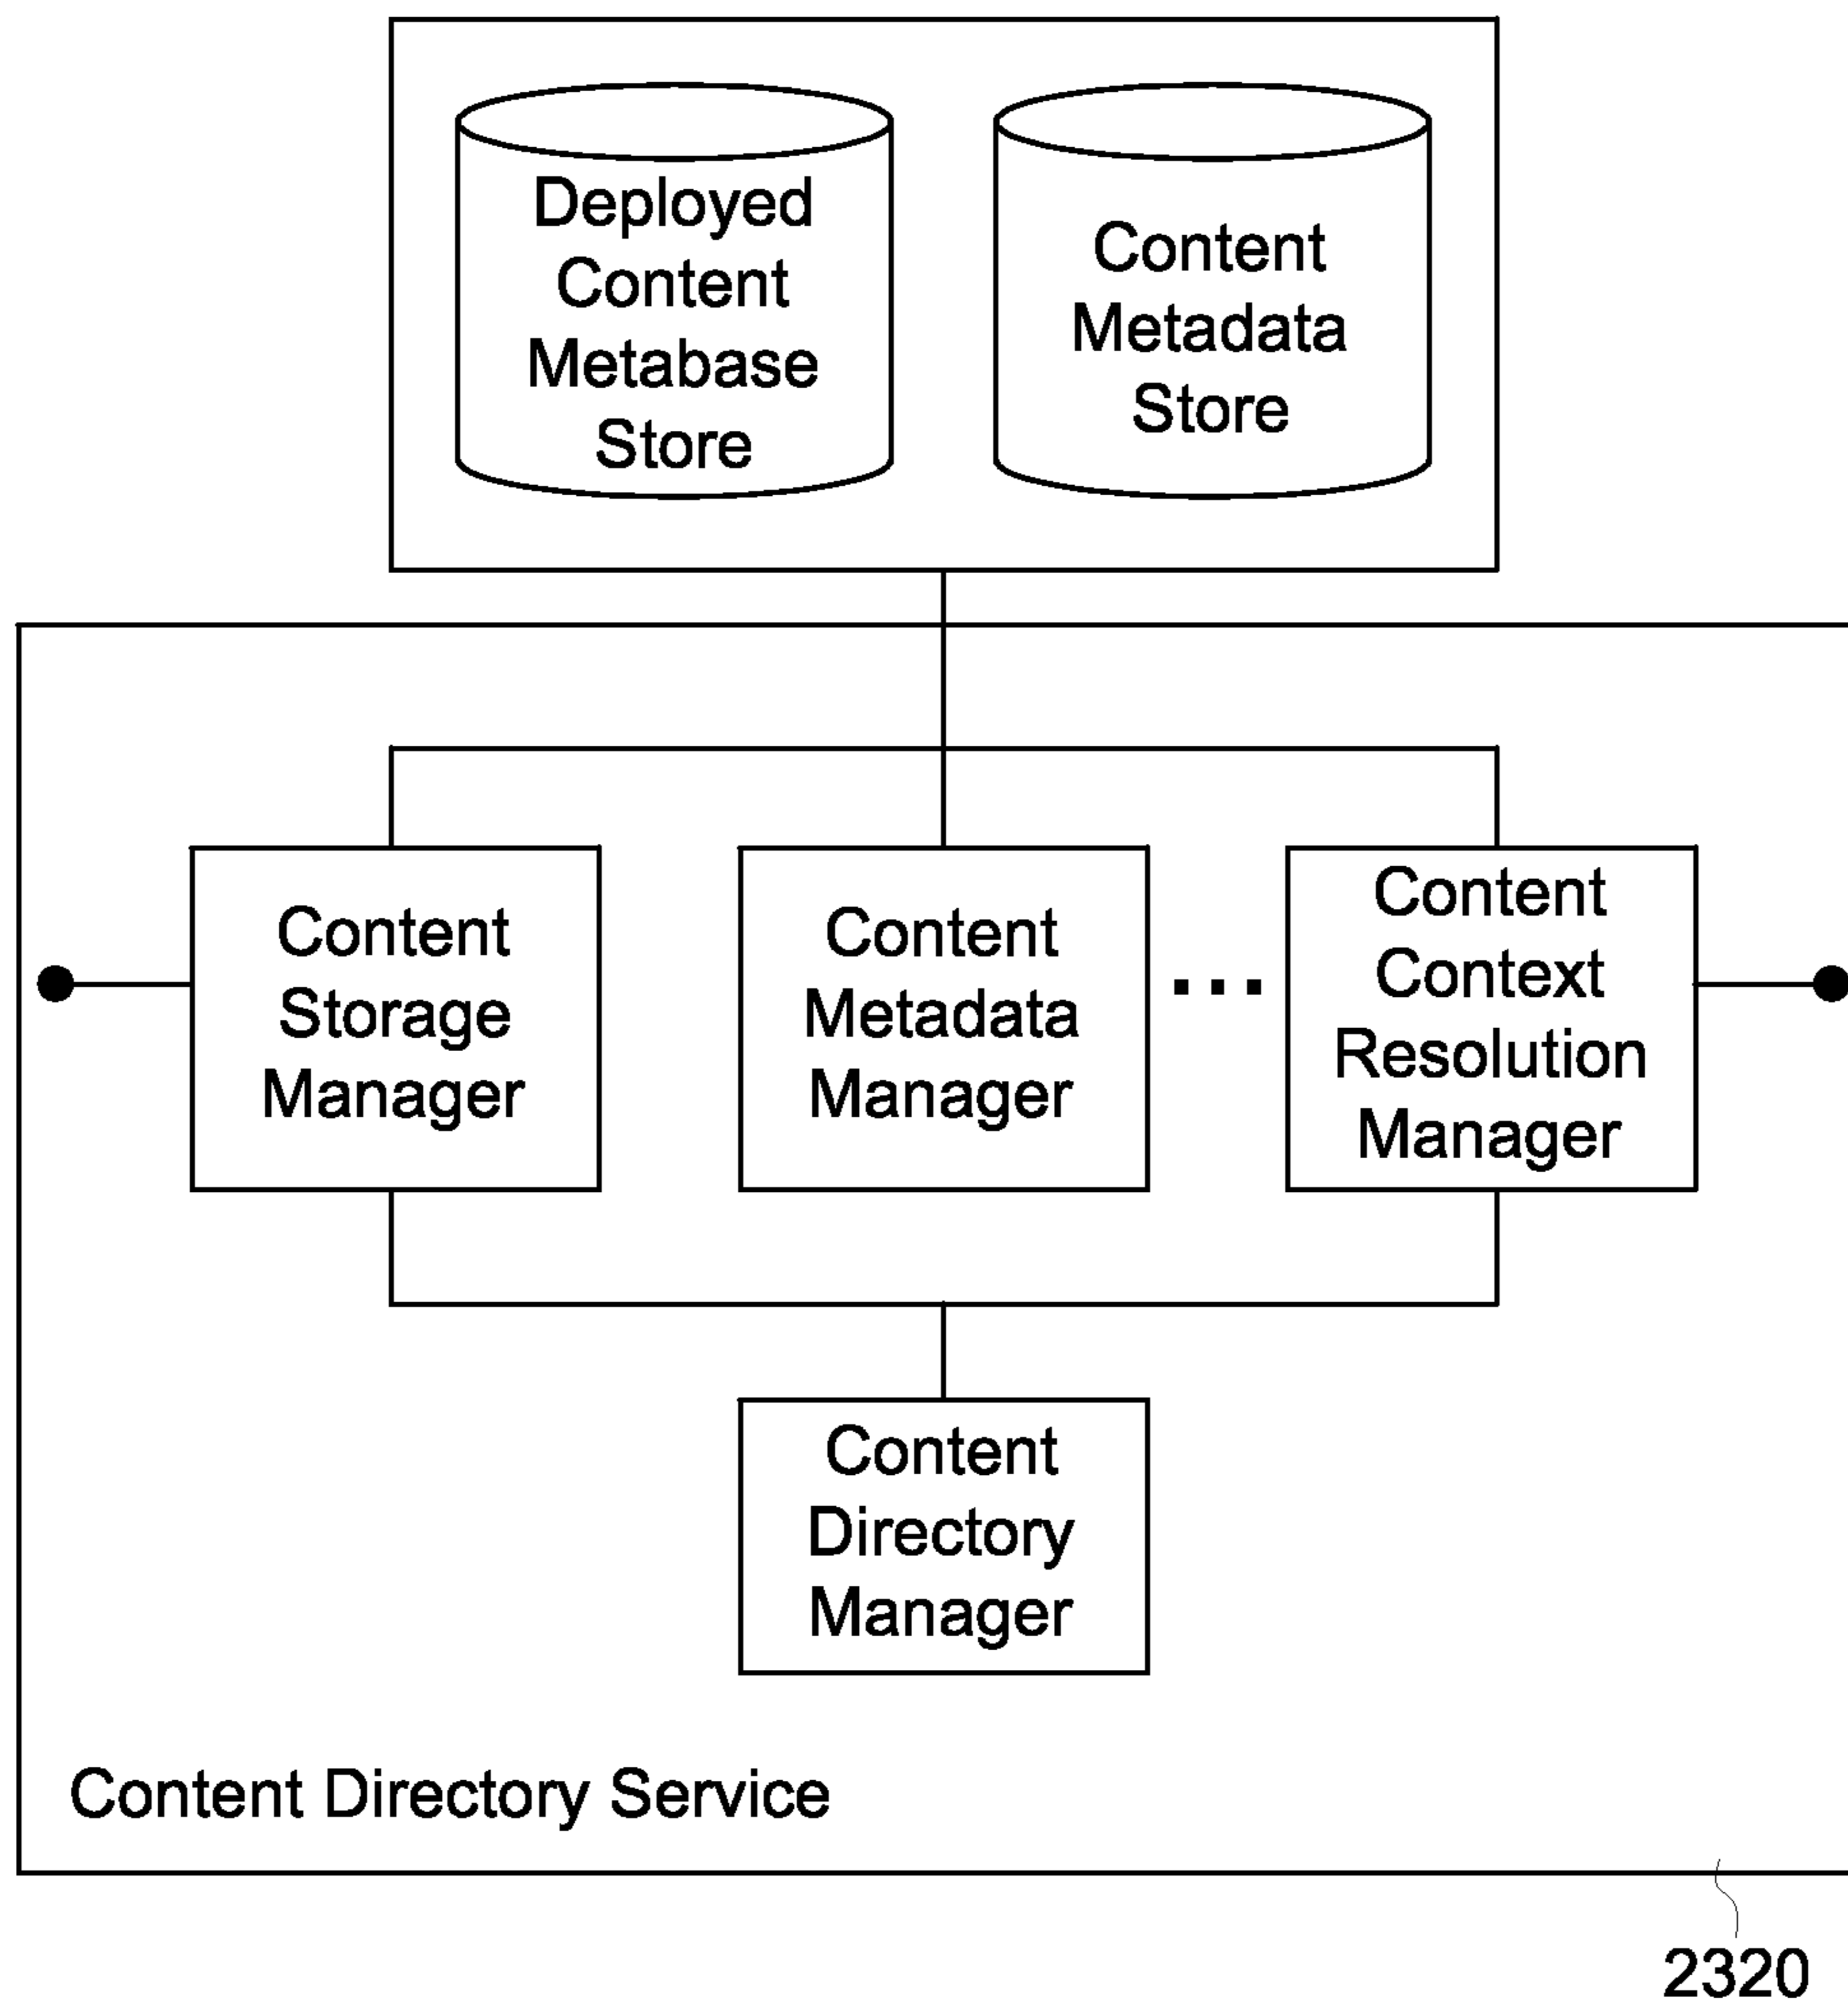 Deployed
Content
Metabase
Store
Content
Metadata
Store
Content
Storage
Manager
Content
Metadata
Manager
...
Content
Context
Resolution
Manager
Content
Directory
Manager
Content Directory Service
2320